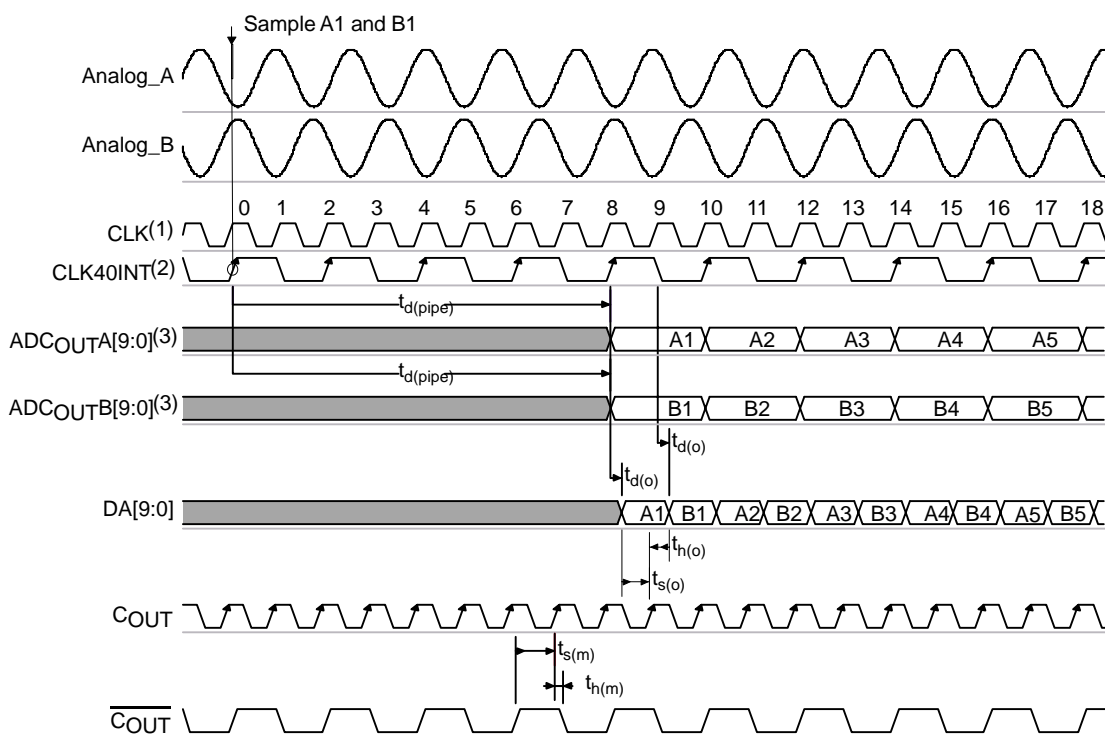 Sample A1 and B1
Analog_A
Analog_B
0 1 2 3 4 5 6 7 8 9 10 11 12 13 14 15 16 17 18
CLK(1)
CLK40INT(2)
td(pipe)
ADCOUTA[9:0](3) A1 A2 A3 A4 A5
td(pipe)
ADCOUTB[9:0](3) B1 B2 B3 B4 B5
td(o)
td(o)
DA[9:0] A1 B1 A2 B2 A3 B3 A4 B4 A5 B5
th(o)
ts(o)
COUT
ts(m)
th(m)
COUT